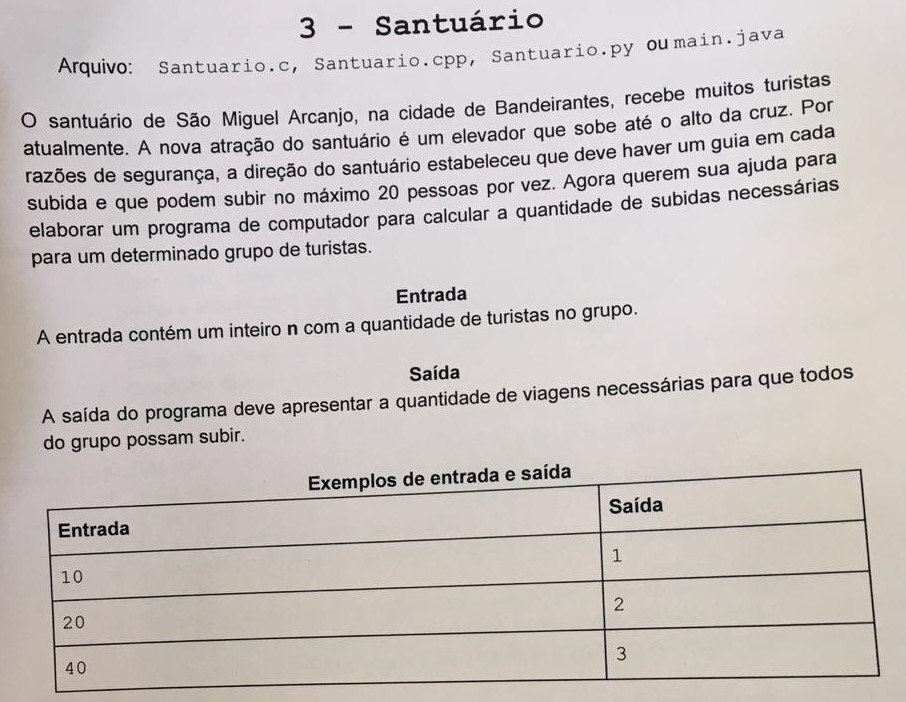 3 - Santuário
Arquivo: Santuario.c, Santuario.cpp, Santuario.py ou main.java
O santuário de São Miguel Arcanjo, na cidade de Bandeirantes, recebe muitos turistas
atualmente. A nova atração do santuário é um elevador que sobe até o alto da cruz. Por
razões de segurança, a direção do santuário estabeleceu que deve haver um guia em cada
subida e que podem subir no máximo 20 pessoas por vez. Agora querem sua ajuda para
elaborar um programa de computador para calcular a quantidade de subidas necessárias
para um determinado grupo de turistas.
Entrada
A entrada contém um inteiro n com a quantidade de turistas no grupo.
Saída
A saída do programa deve apresentar a quantidade de viagens necessárias para que todos
do grupo possam subir.
Exemplos de entrada e saída
Entrada Saída
10 1
20 2
40 3